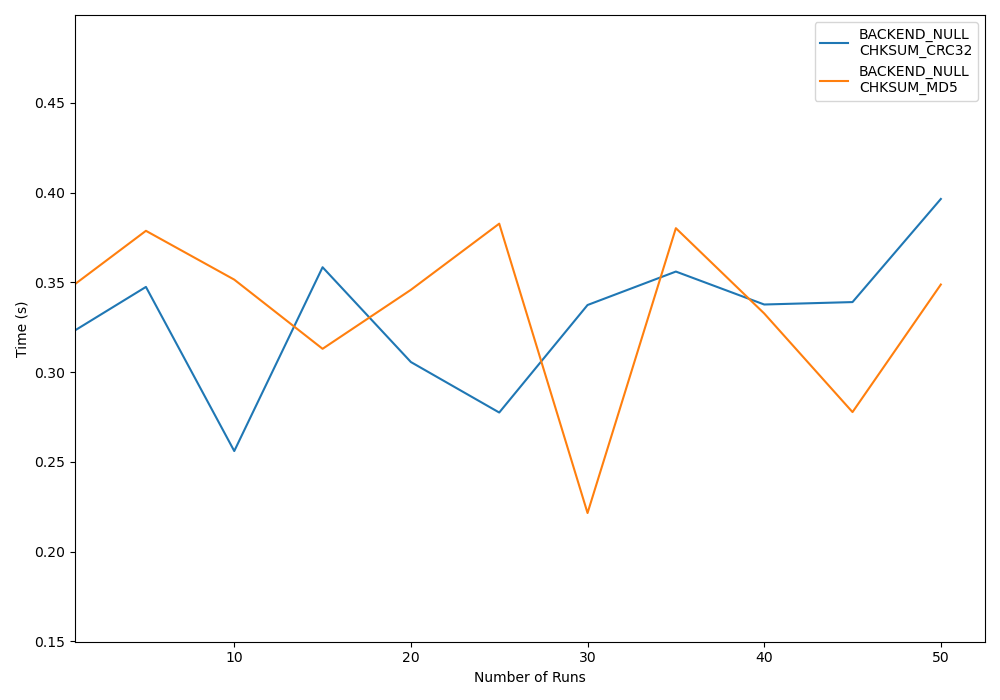 BACKEND_NULL
CHKSUM_CRC32
BACKEND_NULL
CHKSUM_MD5
0.45
0.40
0.35
0.30
0.25
0.20
0.15
Time (s)
10 20 30 40 50
Number of Runs